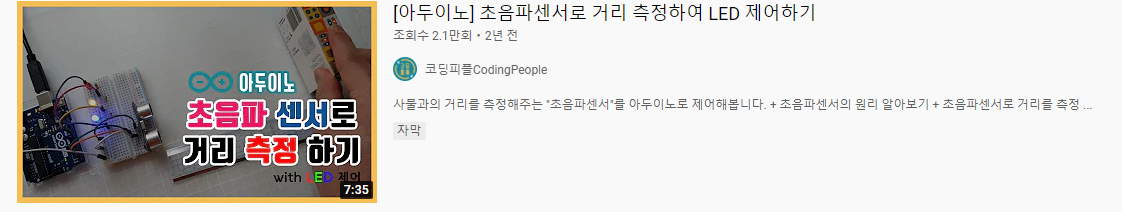 [아두이노] 초음파센서로 거리 측정하여 LED 제어하기
조회수 2.1만회 • 2년 전
코딩피플CodingPeople
사물과의 거리를 측정해주는 "초음파센서"를 아두이노로 제어해봅니다. + 초음파센서의 원리 알아보기 + 초음파센서로 거리를 측정 ...
자막
아두이노
초음파 센서로
거리 측정 하기
with LED 제어
7:35